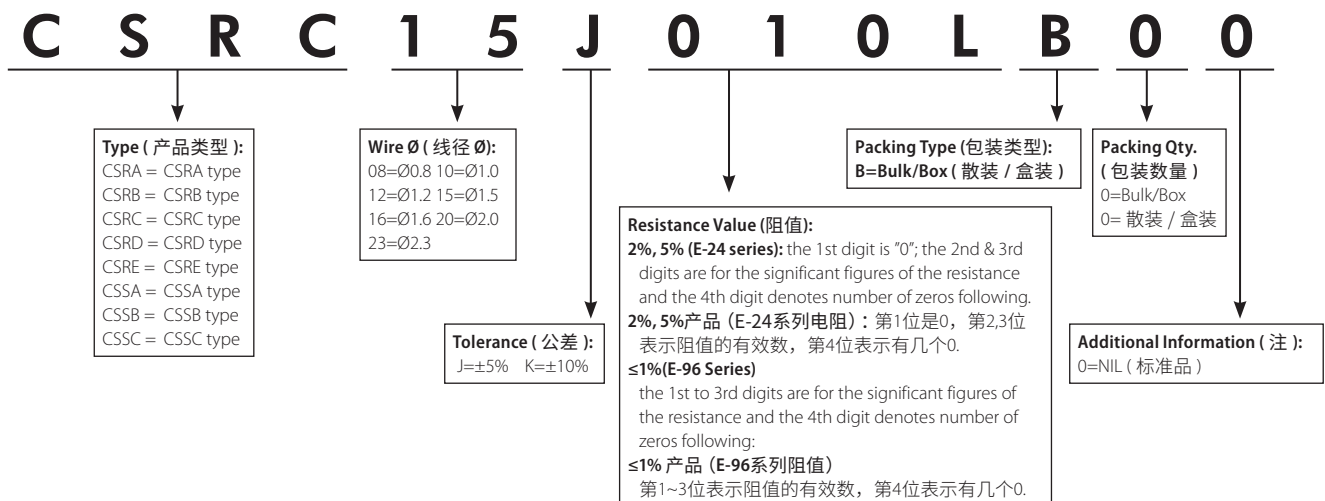 C S R C 1 5 J 0 1 0 L B 0 0
Type ( 产品类型 ):
CSRA = CSRA type
CSRB = CSRB type
CSRC = CSRC type
CSRD = CSRD type
CSRE = CSRE type
CSSA = CSSA type
CSSB = CSSB type
CSSC = CSSC type
Wire Ø ( 线径 Ø):
08=Ø0.8 10=Ø1.0
12=Ø1.2 15=Ø1.5
16=Ø1.6 20=Ø2.0
23=Ø2.3
Tolerance ( 公差 ):
J=±5% K=±10%
Resistance Value (阻值):
2%, 5% (E-24 series): the 1st digit is "0"; the 2nd & 3rd
digits are for the significant figures of the resistance
and the 4th digit denotes number of zeros following.
2%, 5%产品（E-24系列电阻）：第1位是0，第2,3位
表示阻值的有效数，第4位表示有几个0.
≤1%(E-96 Series)
the 1st to 3rd digits are for the significant figures of
the resistance and the 4th digit denotes number of
zeros following:
≤1% 产品（E-96系列阻值）
第1~3位表示阻值的有效数，第4位表示有几个0.
Packing Type (包装类型):
B=Bulk/Box ( 散装 / 盒装 )
Packing Qty.
( 包装数量 )
0=Bulk/Box
0= 散装 / 盒装
Additional Information ( 注 ):
0=NIL ( 标准品 )